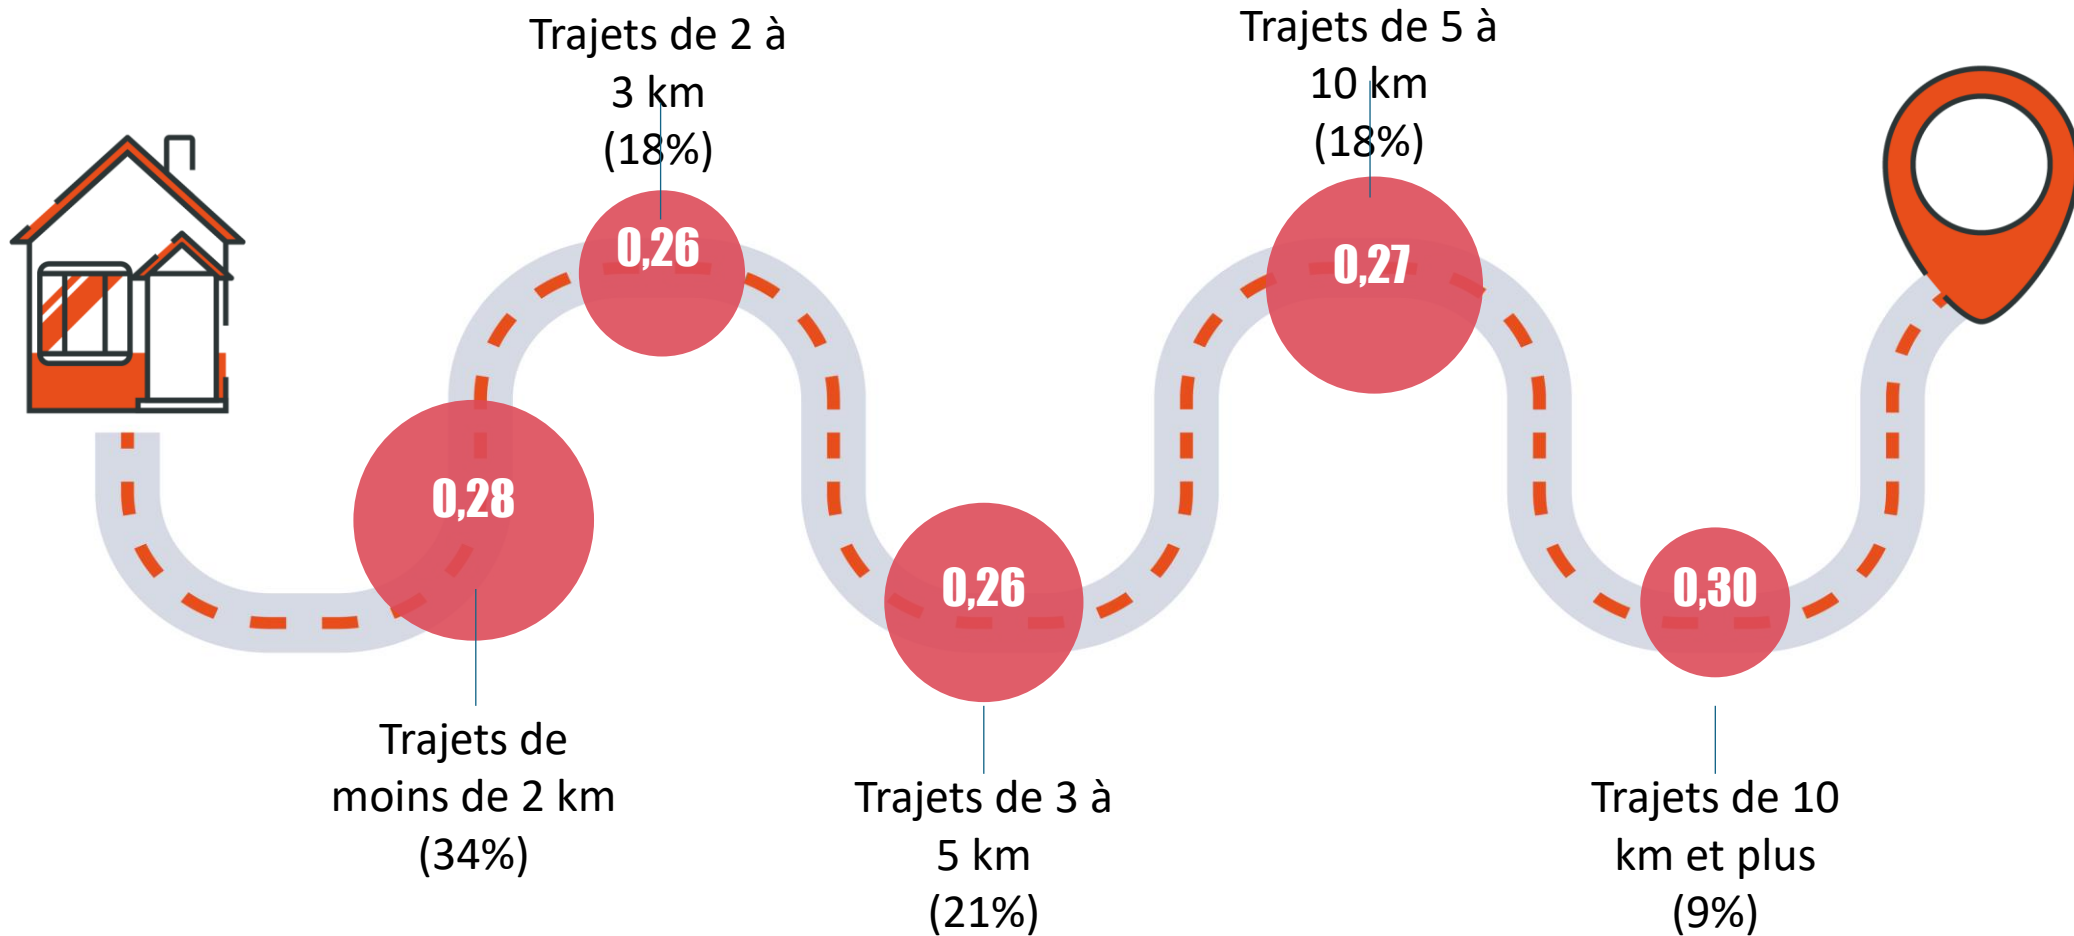 Trajets de 2 à
3 km
(18%)
Trajets de 5 à
10 km
(18%)
0,26
0,27
0,28
0,26
0,30
Trajets de
moins de 2 km
(34%)
Trajets de 3 à
5 km
(21%)
Trajets de 10
km et plus
(9%)